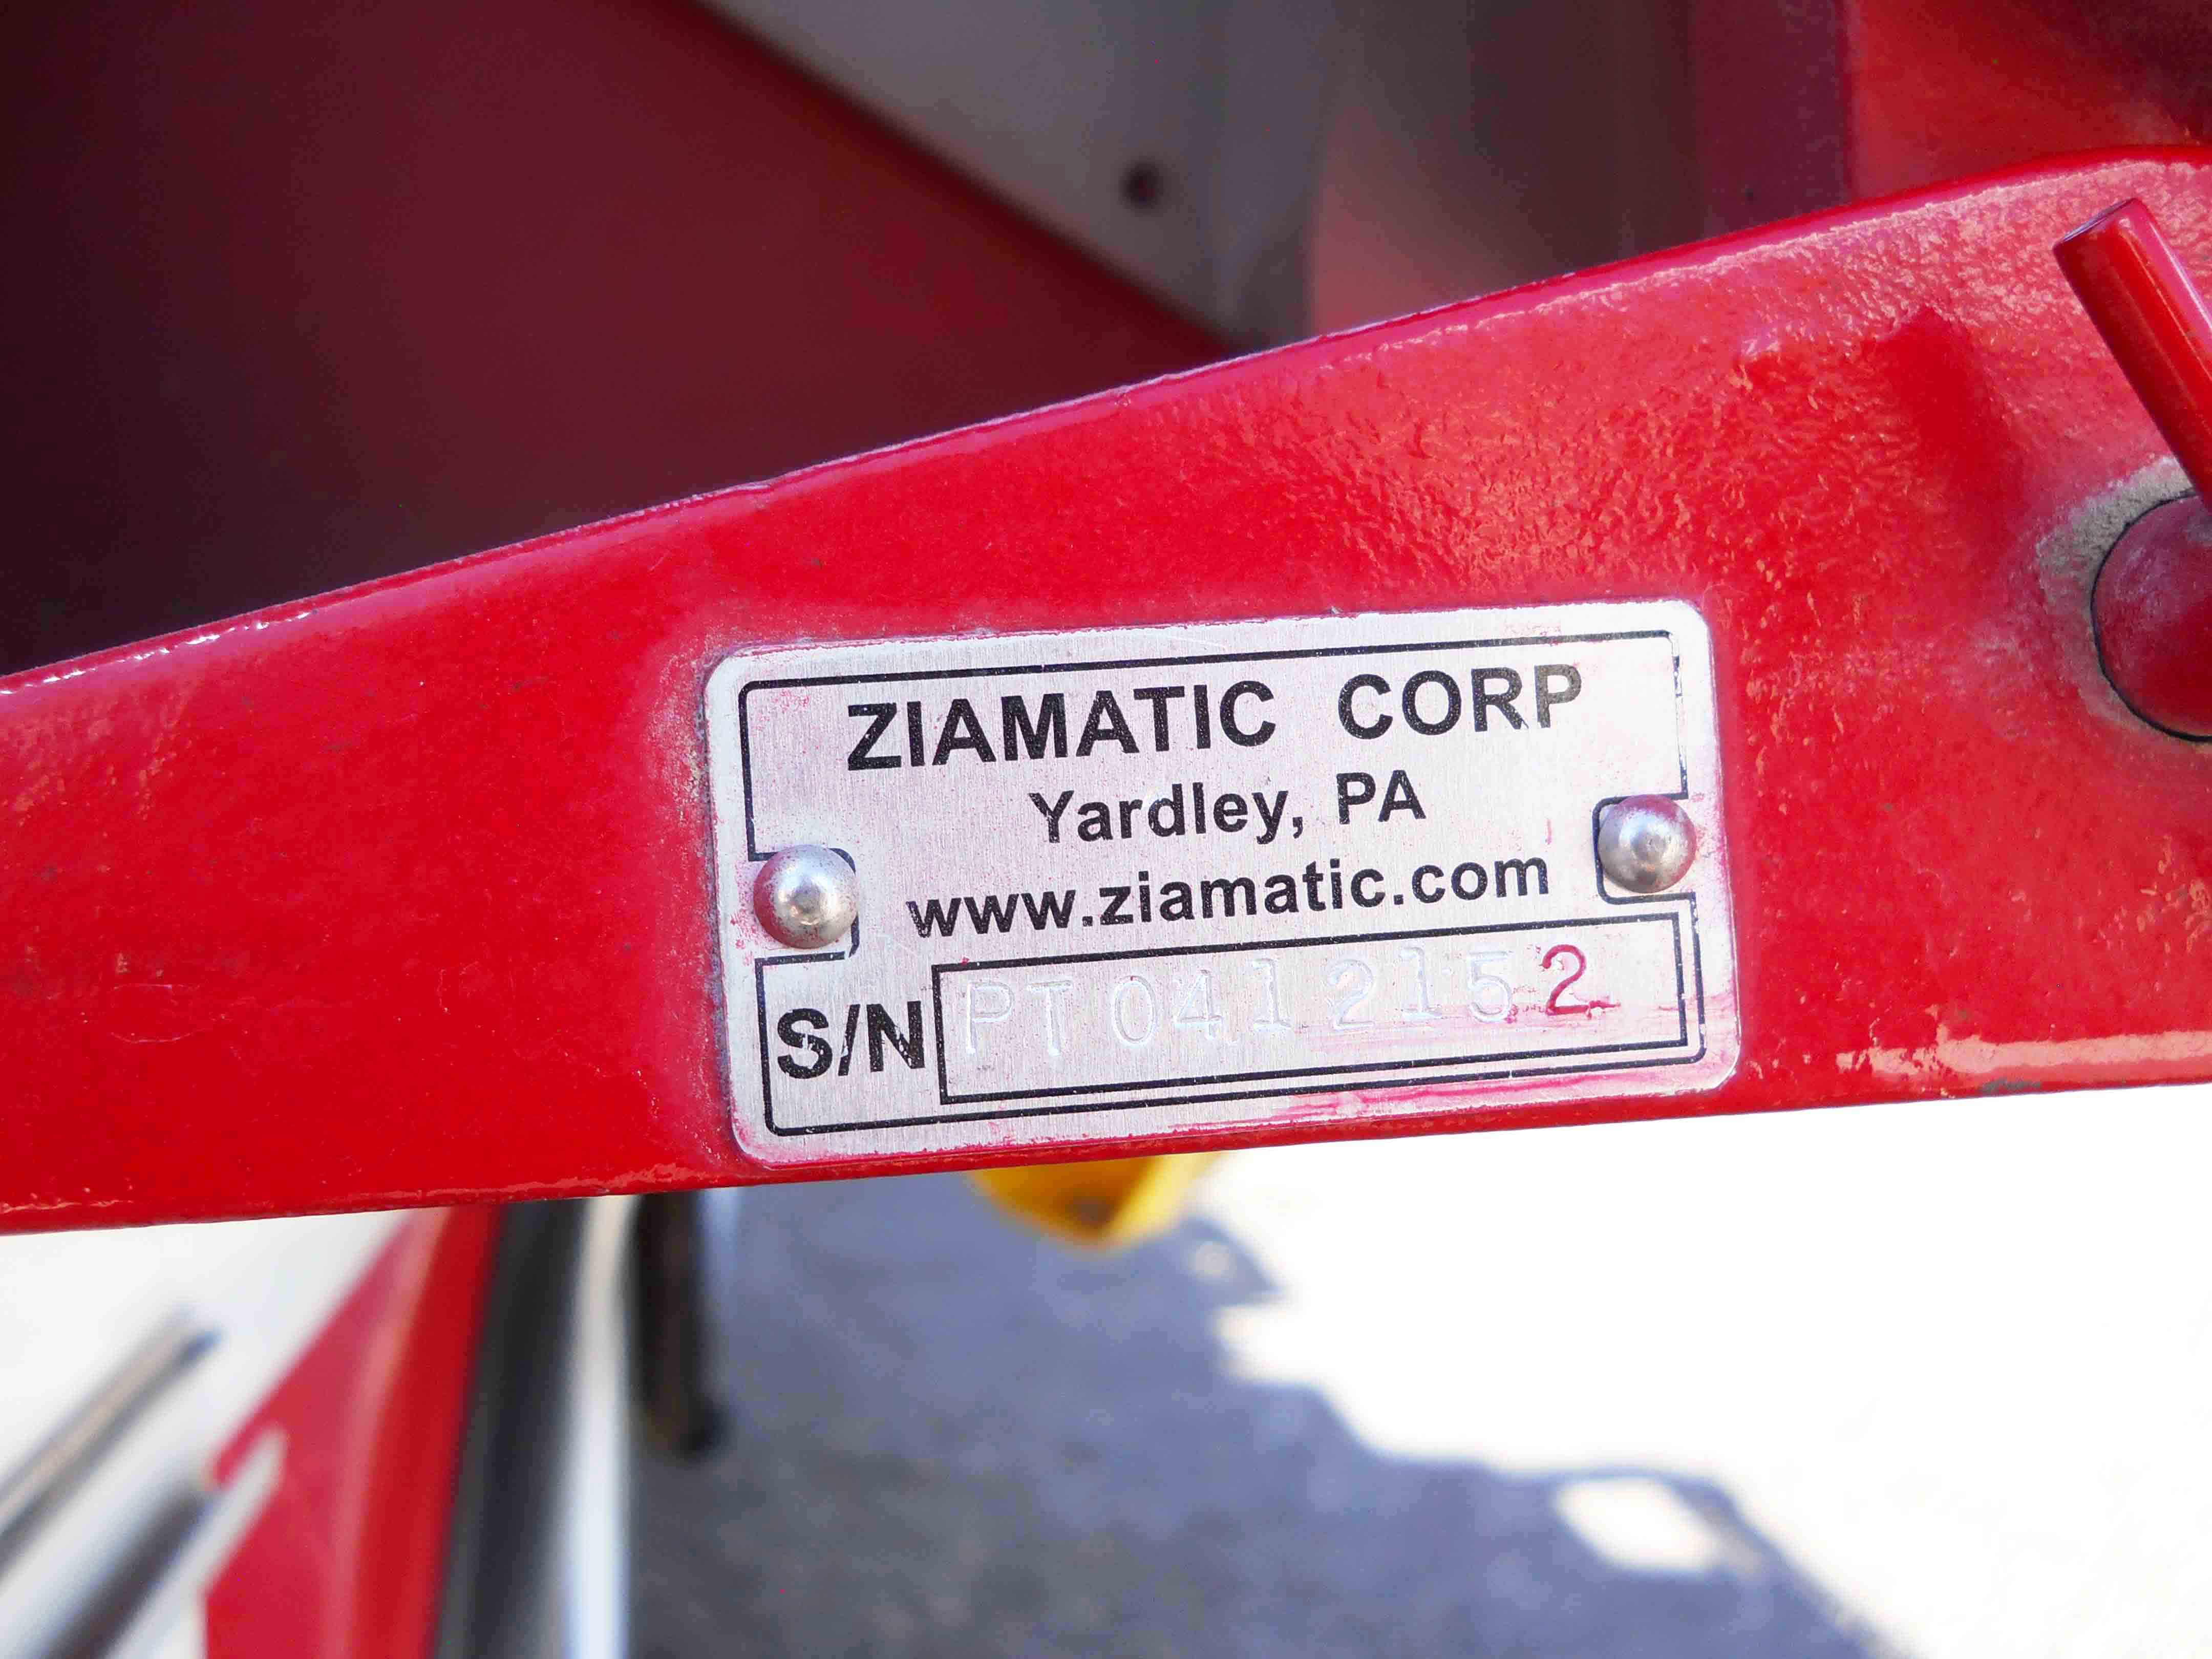 ZIAMATIC CORP
Yardley, PA
www.ziamatic.com
S/N PT0412152